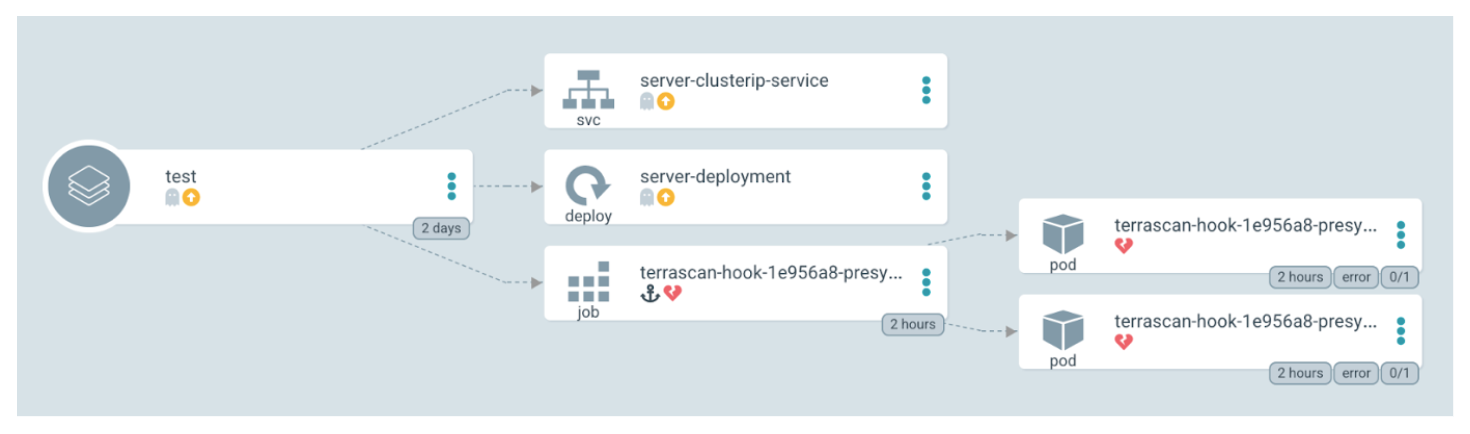 test
2 days
server-clusterip-service
svc
server-deployment
deploy
terrascan-hook-1e956a8-presy...
job
2 hours
terrascan-hook-1e956a8-presy...
pod
2 hours error 0/1
terrascan-hook-1e956a8-presy...
pod
2 hours error 0/1